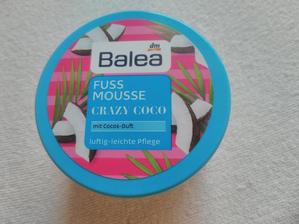 dm
Balea
FUSS
MOUSSE
CRAZY COCO
mit Cocos-Duft
luftig-leichte Pflege